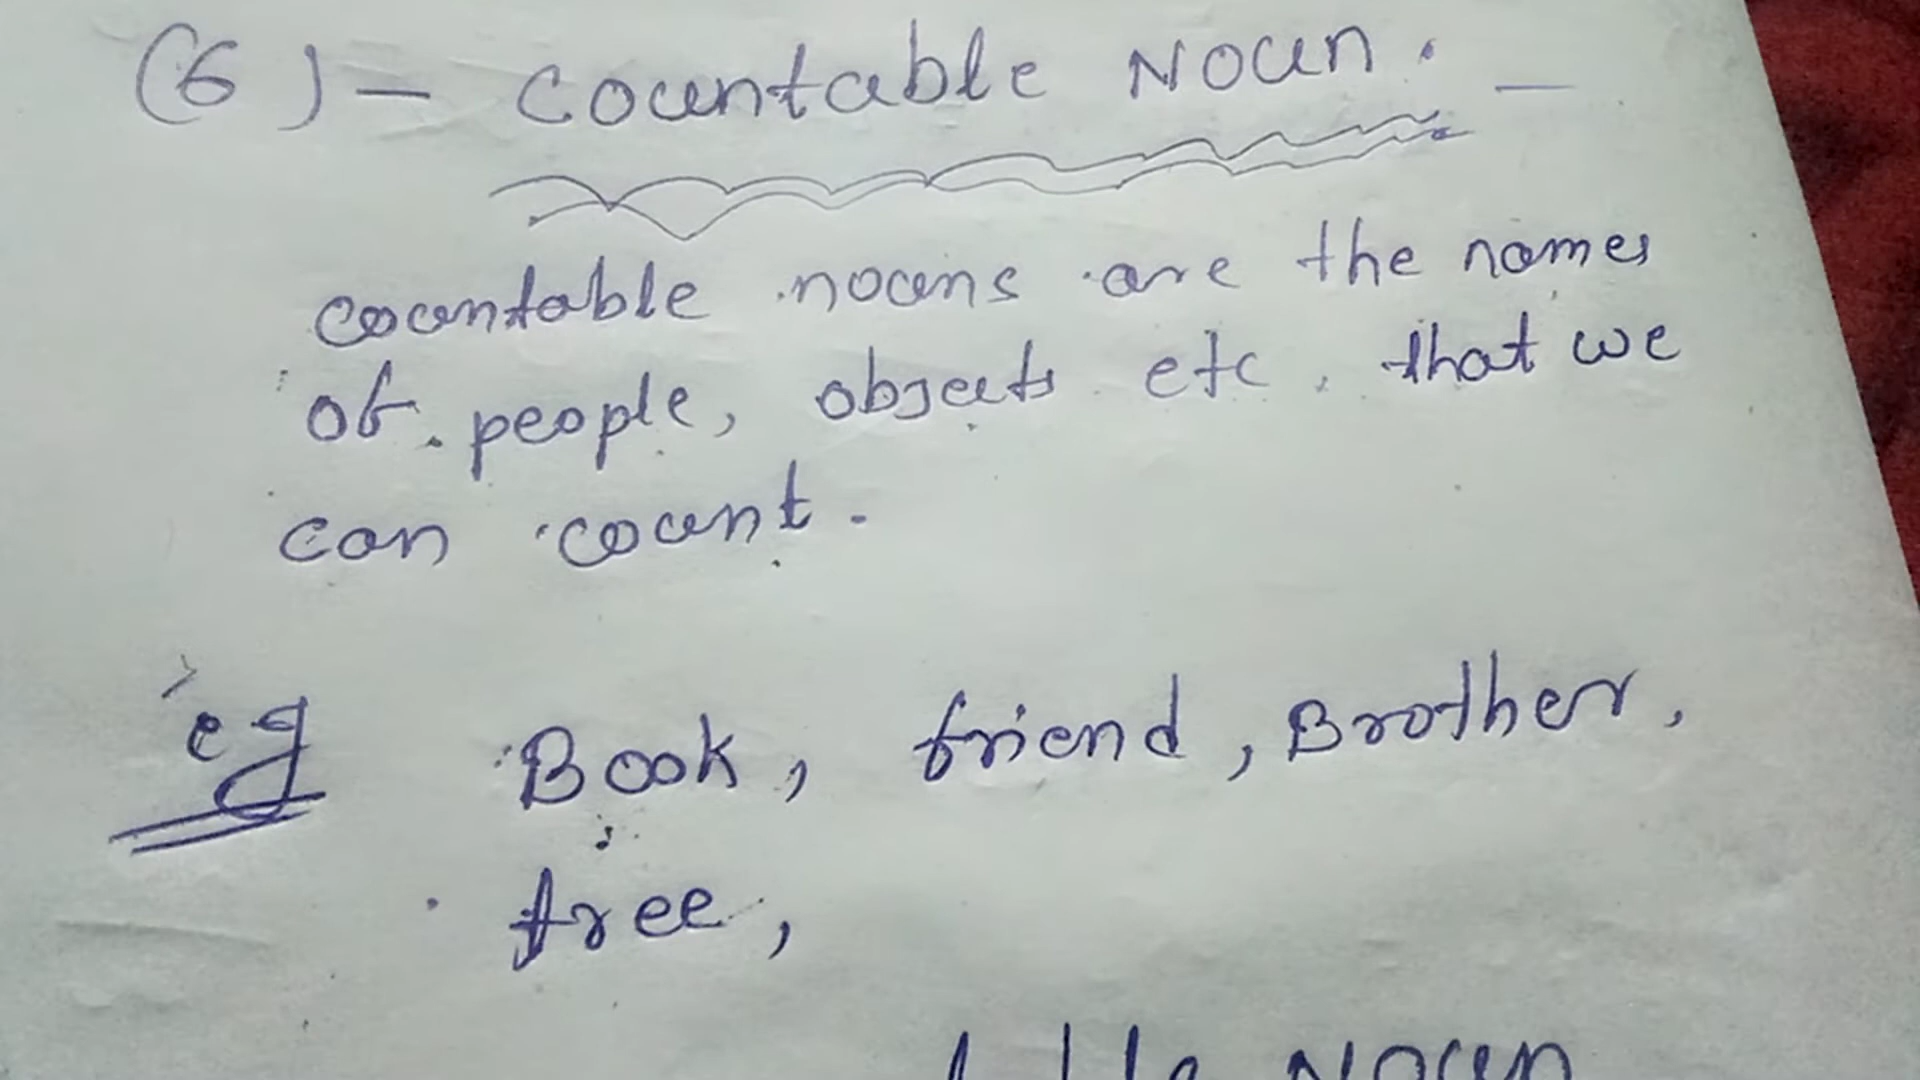 (6) - Countable Noun. -
countable nouns are the names
of people, objects etc. that we
can count.
eg Book, friend, Brother,
tree,
Noun